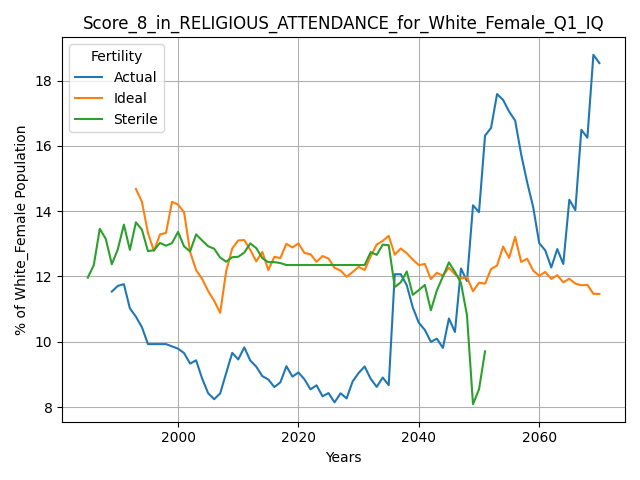 Score_8_in_RELIGIOUS_ATTENDANCE_for_White_Female_Q1_IQ
Fertility
Actual
Ideal
Sterile
% of White_Female Population
18
16
14
12
10
8
2000 2020 2040 2060
Years